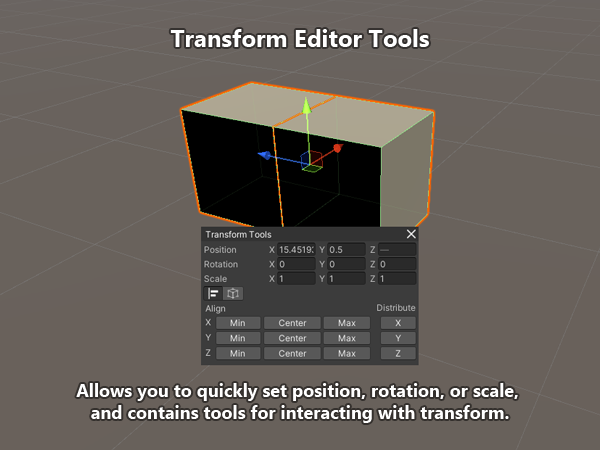 Transform Editor Tools
Transform Tools
Position X 15.4519 Y 0.5 Z —
Rotation X 0 Y 0 Z 0
Scale X 1 Y 1 Z 1
Align Distribute
X Min Center Max X
Y Min Center Max Y
Z Min Center Max Z
Allows you to quickly set position, rotation, or scale,
and contains tools for interacting with transform.